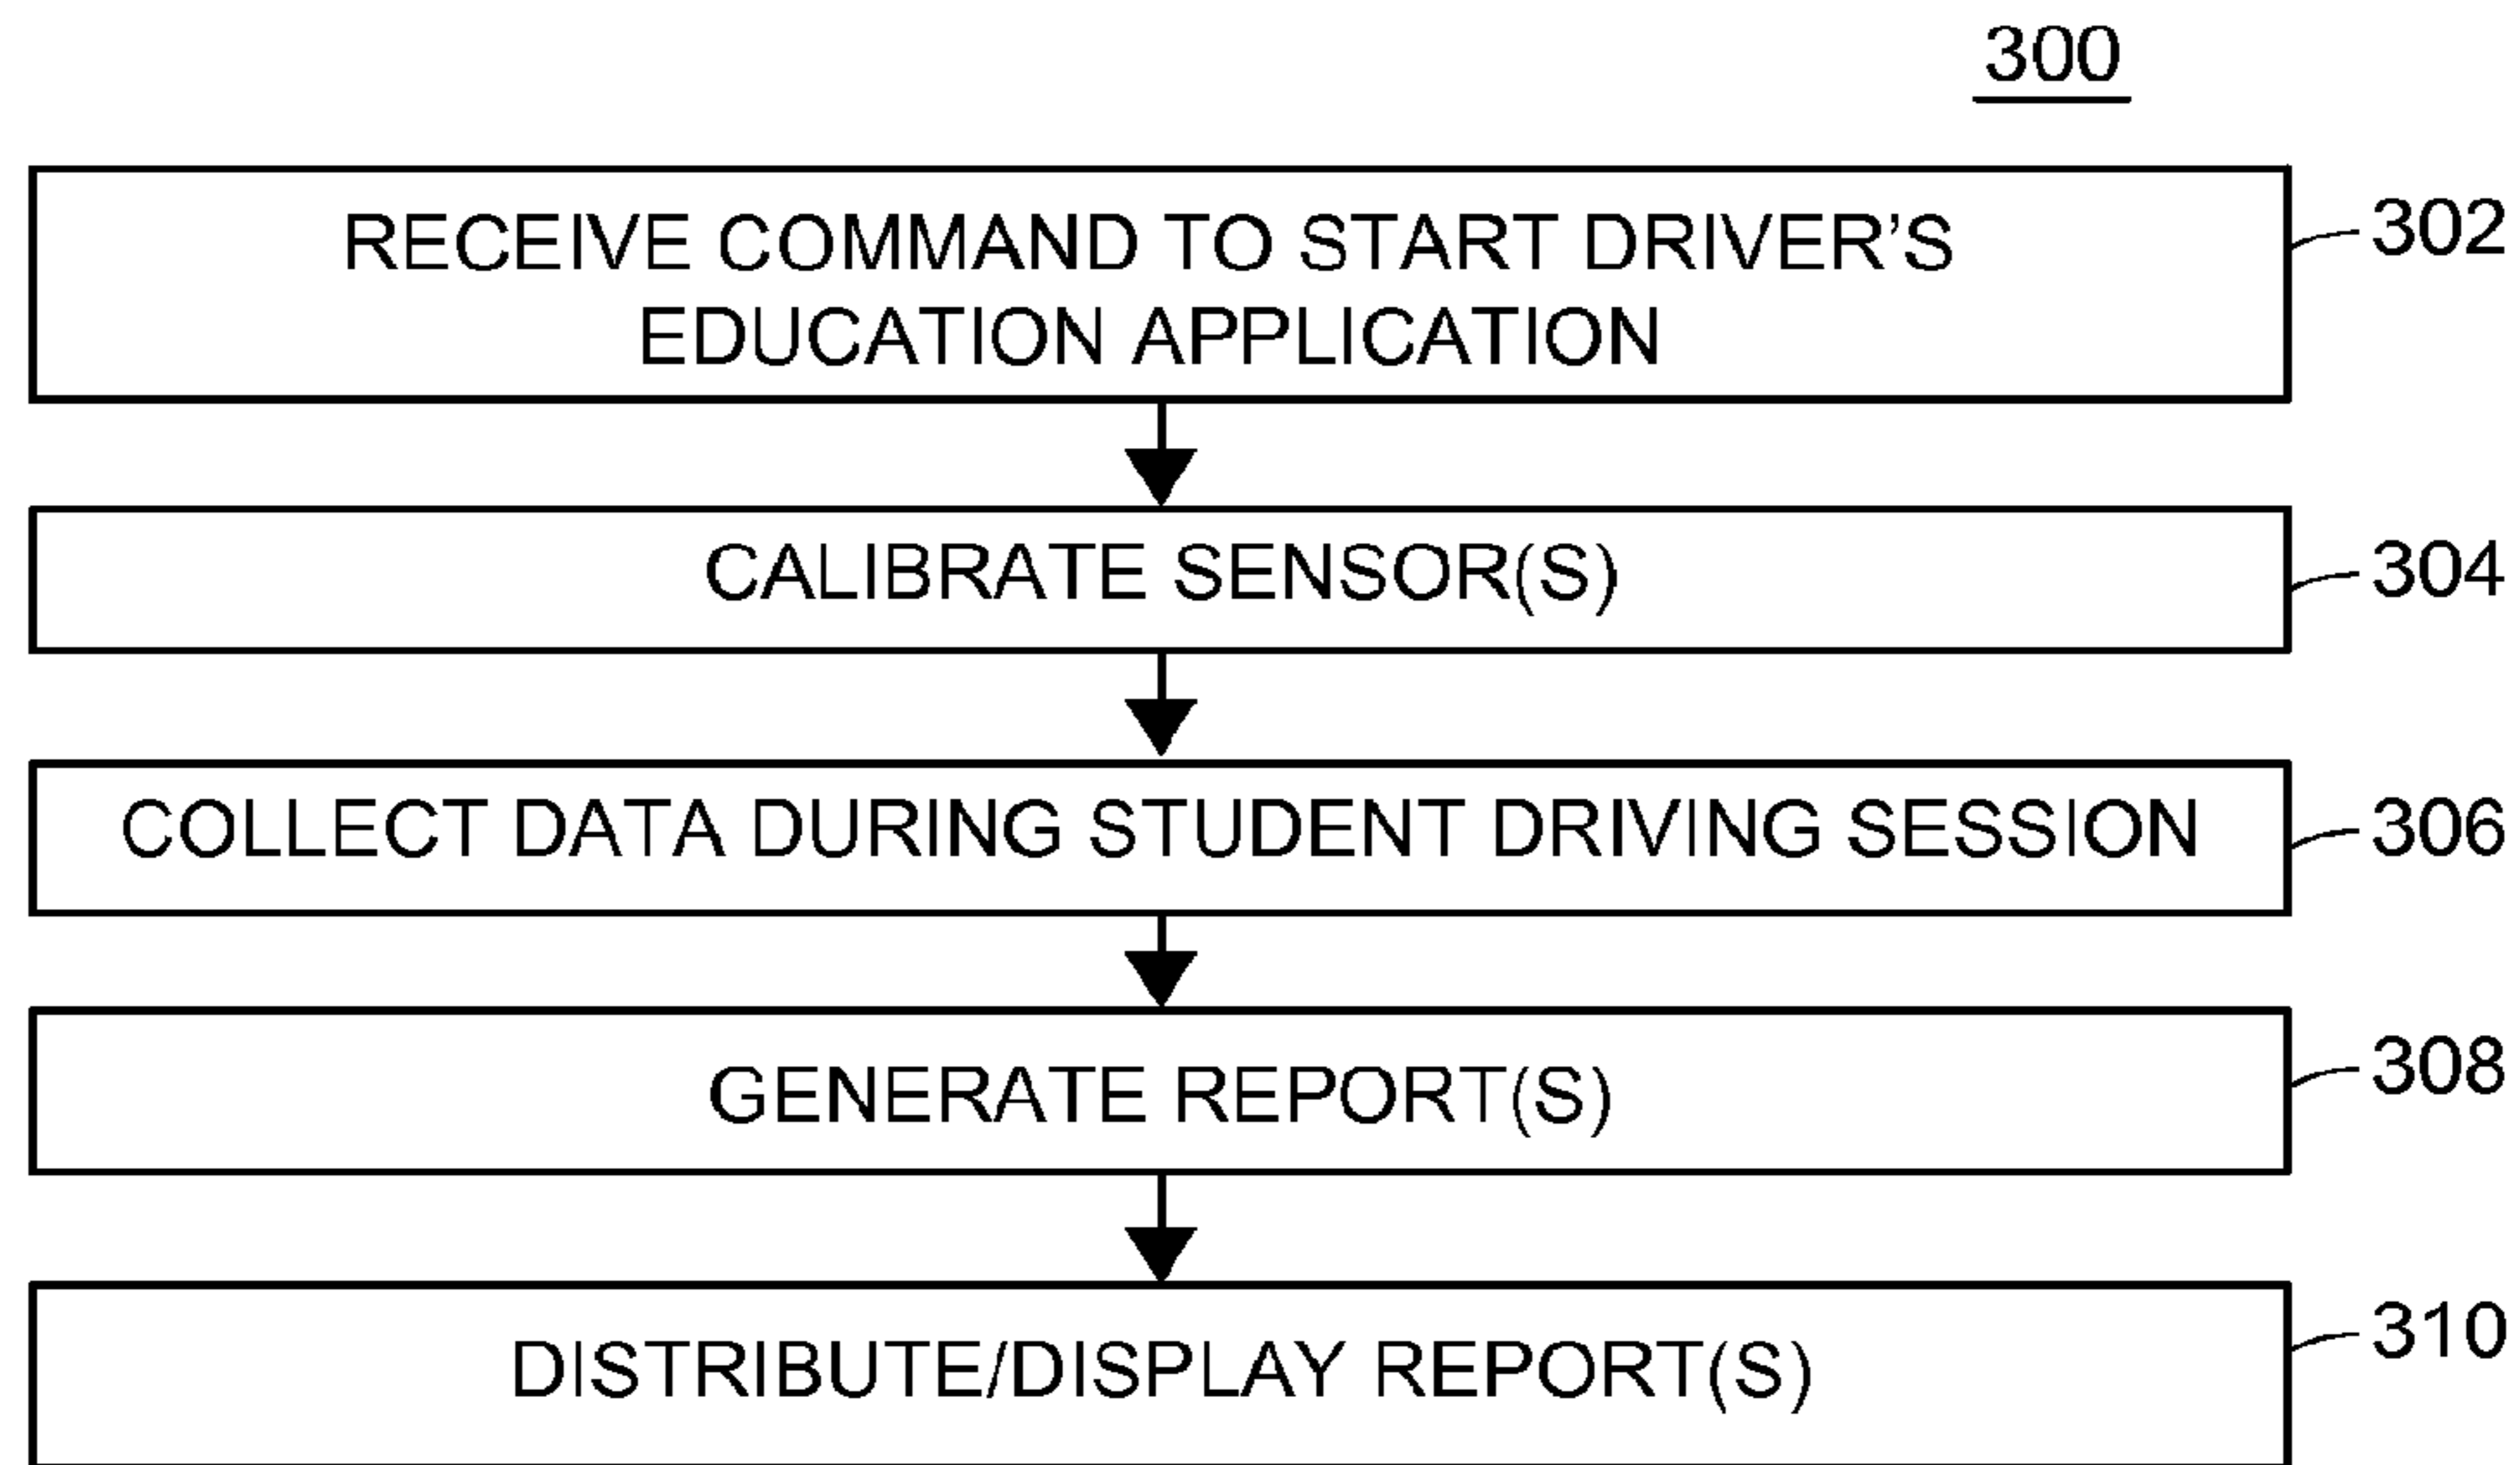 300
RECEIVE COMMAND TO START DRIVER’S
EDUCATION APPLICATION
302
CALIBRATE SENSOR(S)
304
COLLECT DATA DURING STUDENT DRIVING SESSION
306
GENERATE REPORT(S)
308
DISTRIBUTE/DISPLAY REPORT(S)
310